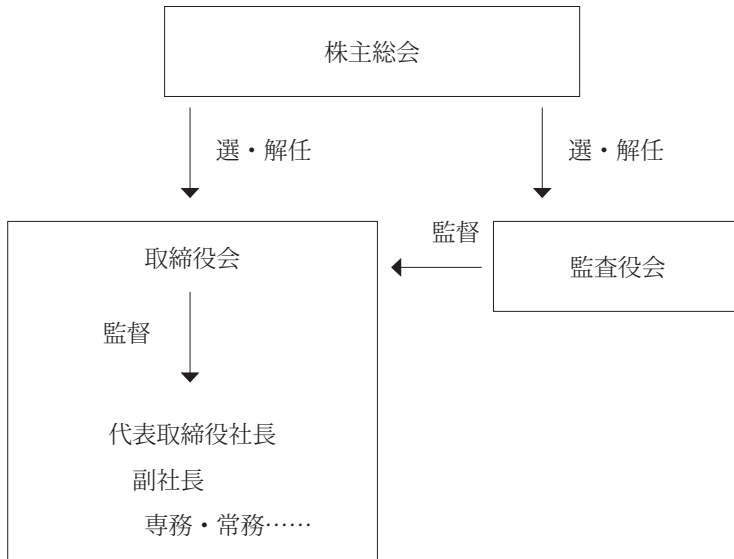 株主総会
選・解任
選・解任
監督
取締役会
監査役会
監督
代表取締役社長
副社長
専務・常務……